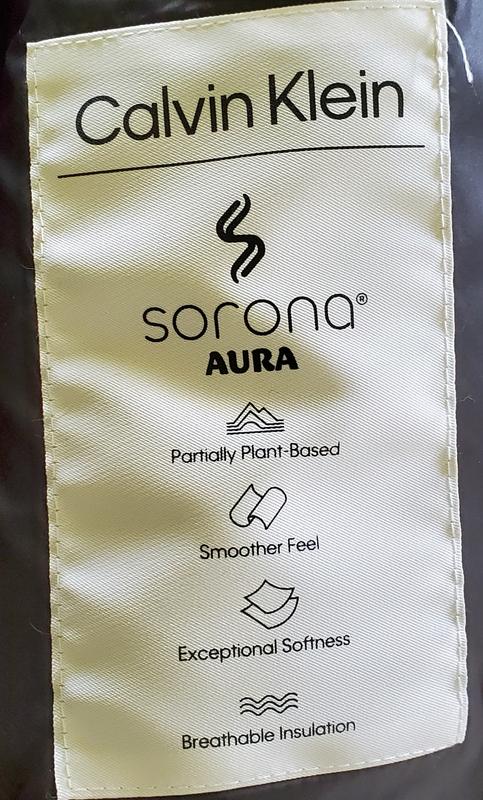 Calvin Klein
sorona®
AURA
Partially Plant-Based
Smoother Feel
Exceptional Softness
Breathable Insulation